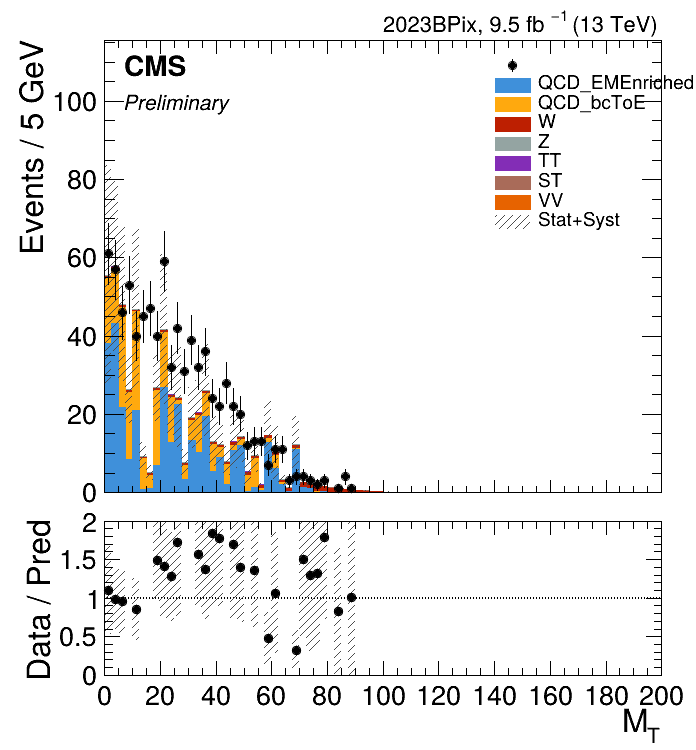 2023BPix, 9.5 fb⁻¹ (13 TeV)
CMS
Preliminary
QCD_EMEnriched
QCD_bcToE
W
Z
TT
ST
VV
Stat+Syst
Events / 5 GeV
100
80
60
40
20
0
Data / Pred
2
1.5
1
0.5
0
0 20 40 60 80 100 120 140 160 180 200
M_T